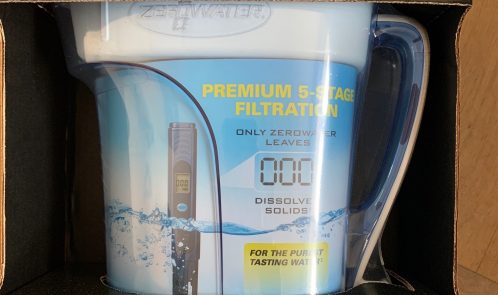 ZEROWATER
PREMIUM 5-STAGE
FILTRATION
ONLY ZEROWATER
LEAVES
000
DISSOLVED
SOLIDS
FOR THE PUREST
TASTING WATER